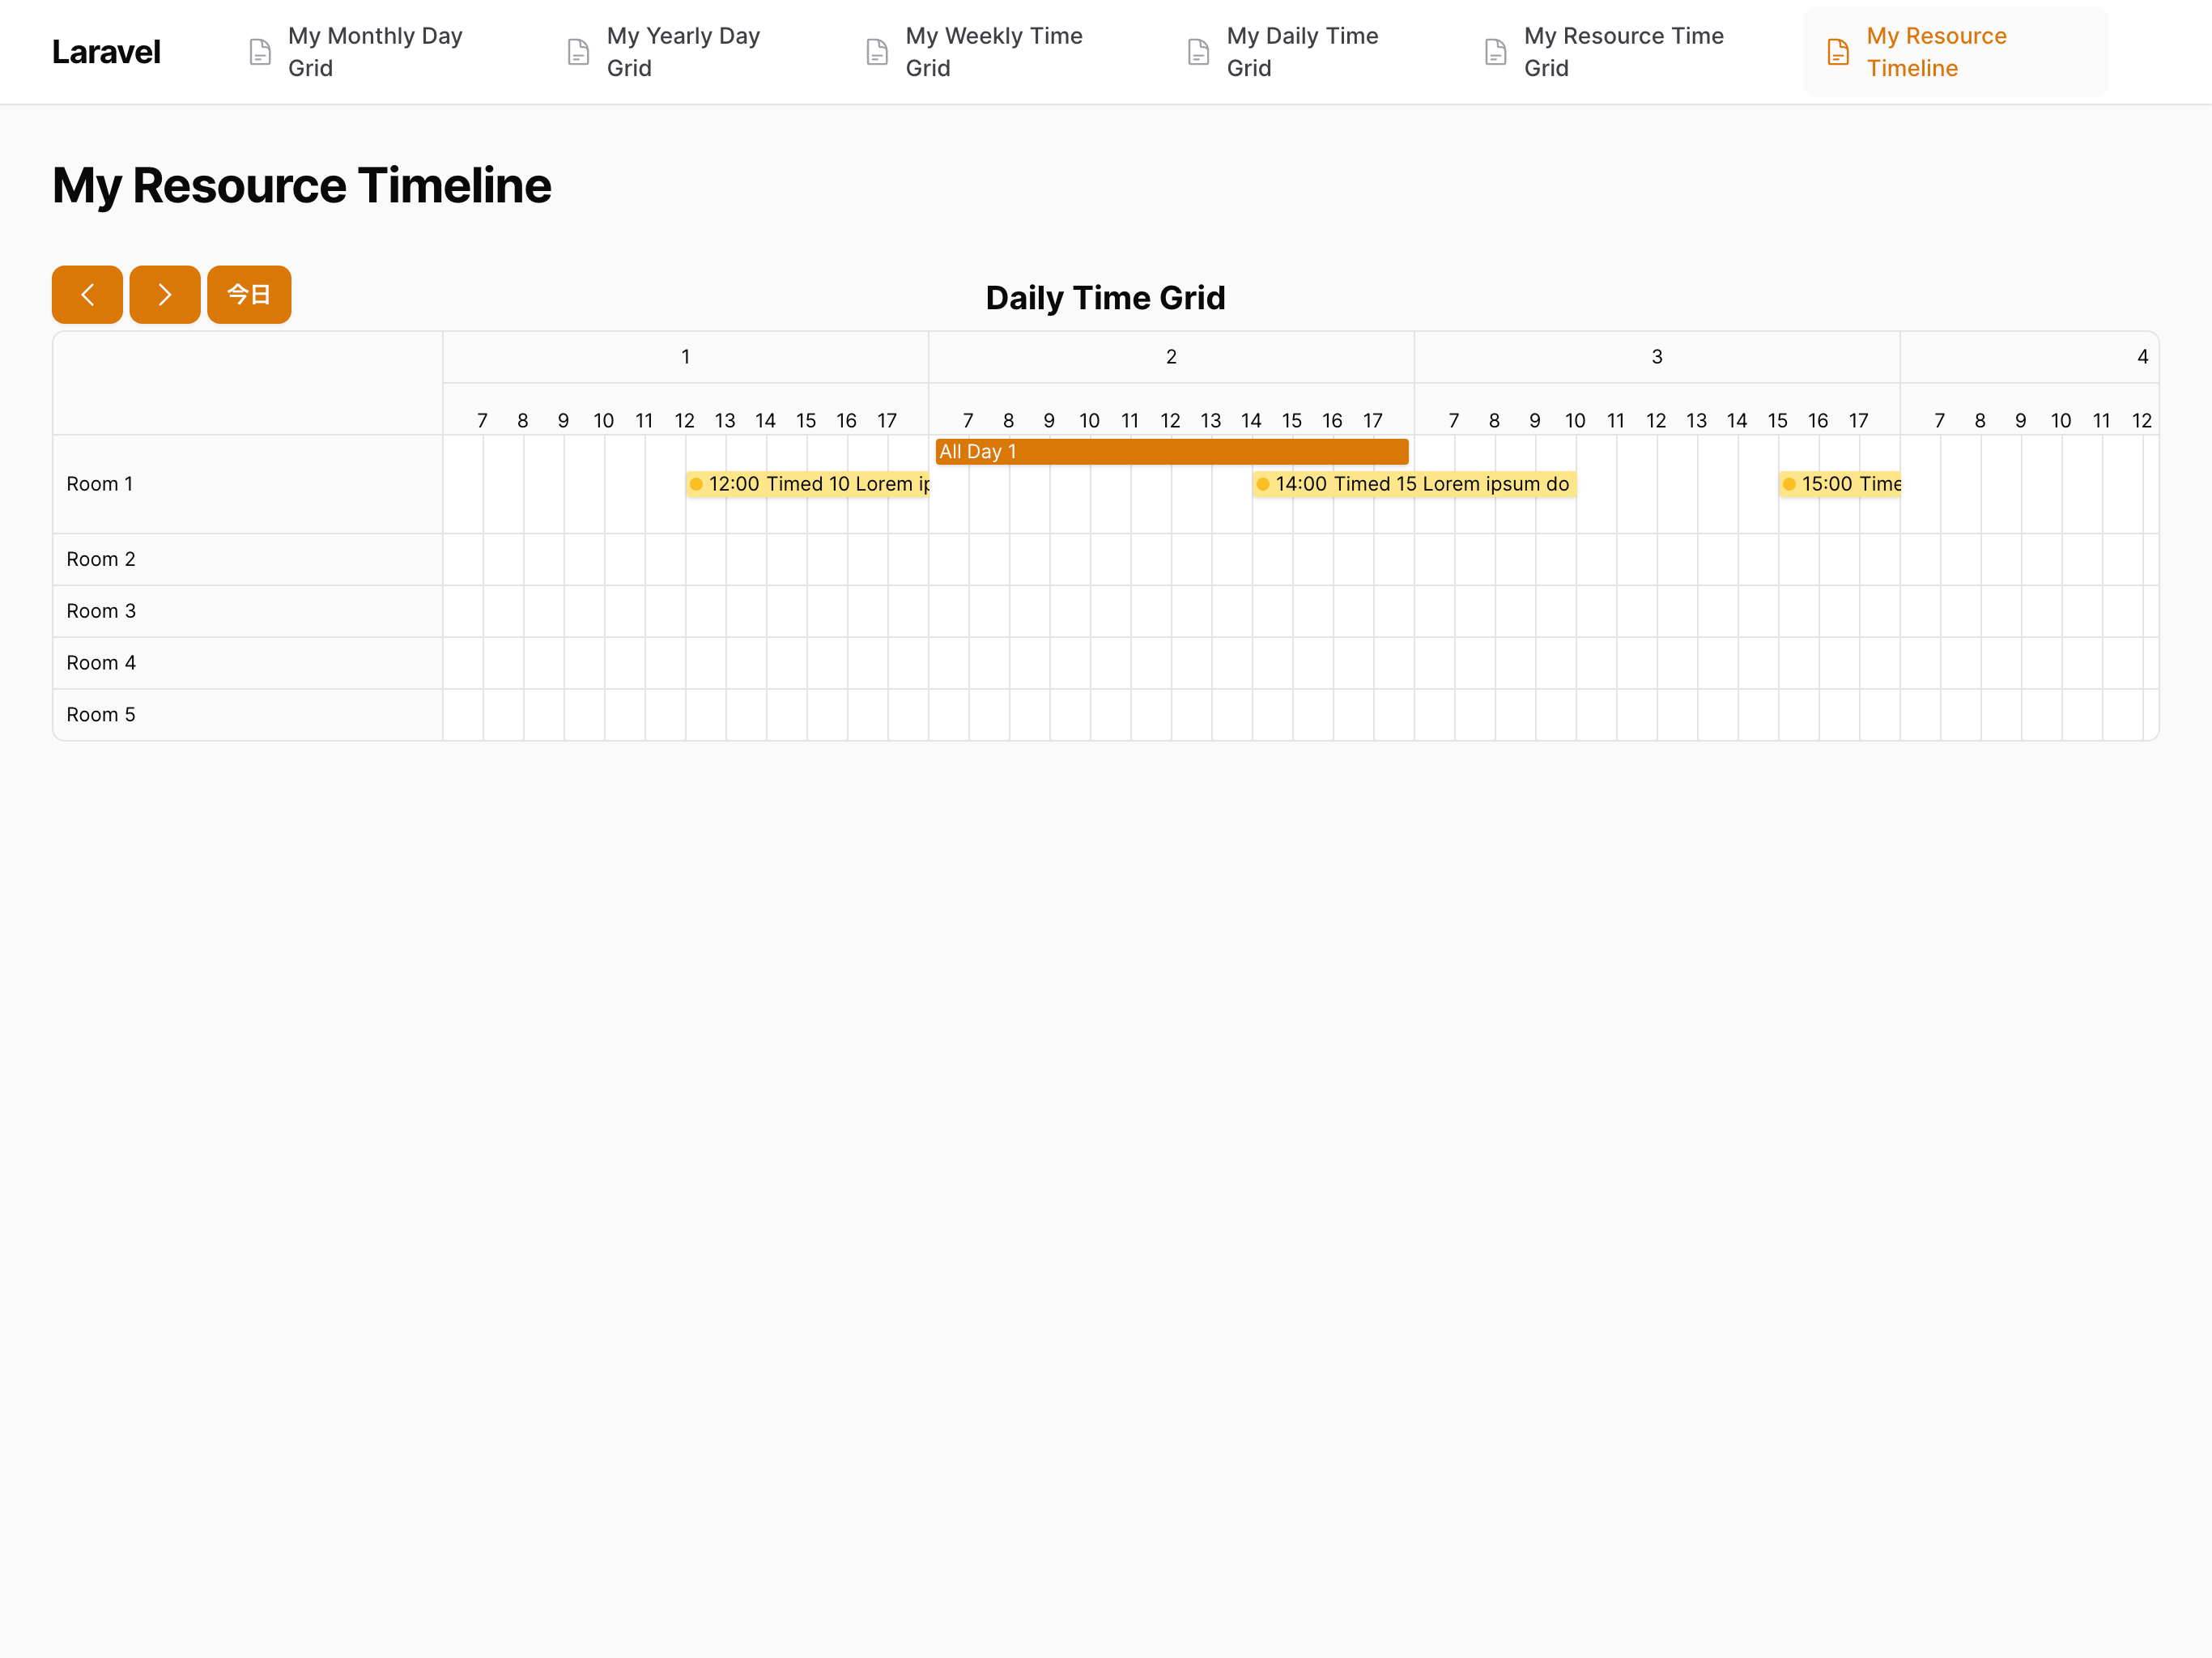 Laravel
My Monthly Day
Grid
My Yearly Day
Grid
My Weekly Time
Grid
My Daily Time
Grid
My Resource Time
Grid
My Resource
Timeline
My Resource Timeline
今日
Daily Time Grid
1 2 3 4
7 8 9 10 11 12 13 14 15 16 17 7 8 9 10 11 12 13 14 15 16 17 7 8 9 10 11 12 13 14 15 16 17 7 8 9 10 11 12
All Day 1
Room 1 12:00 Timed 10 Lorem ip 14:00 Timed 15 Lorem ipsum do 15:00 Time
Room 2
Room 3
Room 4
Room 5